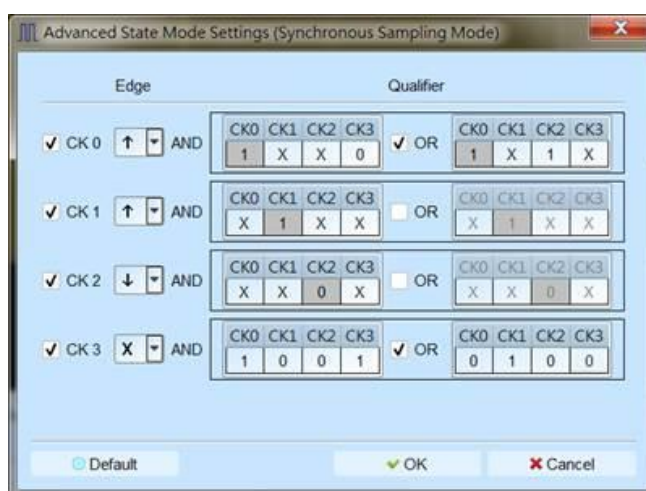 Advanced State Mode Settings (Synchronous Sampling Mode)
Edge Qualifier
CK0 CK1 CK2 CK3 CK0 CK1 CK2 CK3
CK 0 ↑ AND 1 X X 0 OR 1 X 1 X
CK0 CK1 CK2 CK3 CK0 CK1 CK2 CK3
CK 1 ↑ AND X 1 X X OR X 1 X X
CK0 CK1 CK2 CK3 CK0 CK1 CK2 CK3
CK 2 ↓ AND X X 0 X OR X X 0 X
CK0 CK1 CK2 CK3 CK0 CK1 CK2 CK3
CK 3 X AND 1 0 0 1 OR 0 1 0 0
Default OK Cancel